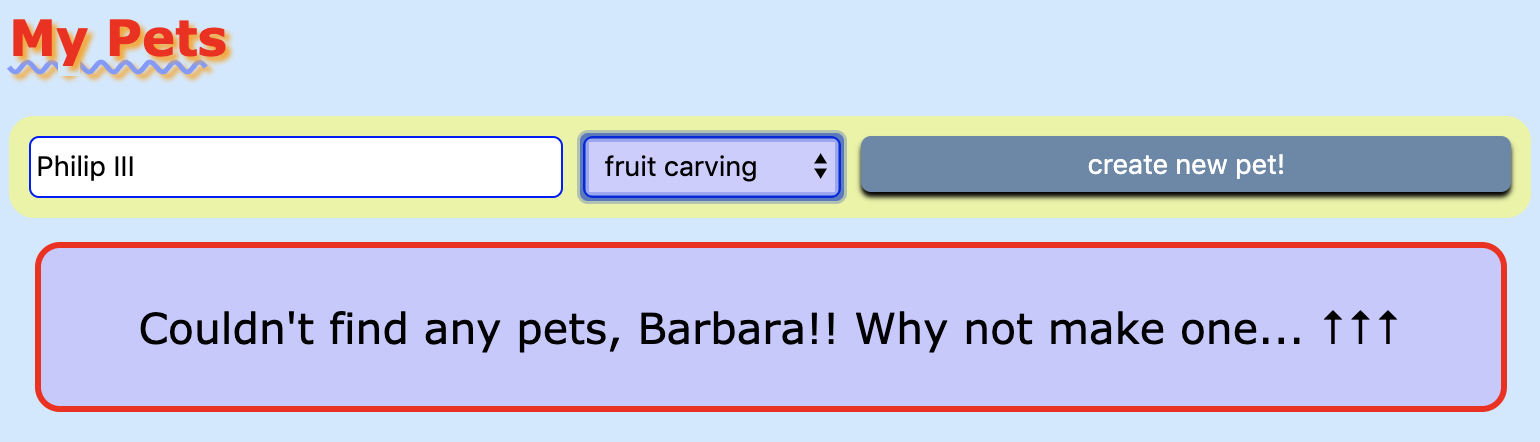 My Pets
Philip III
fruit carving
create new pet!
Couldn't find any pets, Barbara!! Why not make one... ↑↑↑